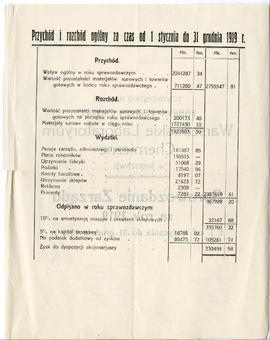 Przychód i rozchód ogólny za czas od 1 stycznia do 31 grudnia 1919 r.
Mk. fen. Mk. fen.
Przychód.
Wpływ ogólny w roku sprawozdawczym 2044287 34
Wartość pozostałości materjałów surowych i towarów
gotowych w końcu roku sprawozdawczego 711260 47 2755547 81
Rozchód.
Wartość pozostałości materjałów surowych i towarów
gotowych na początku roku sprawozdawczego 200173 40
Materjały surowe nabyte w ciągu roku 1727430 10
1927603 50
Wydatki.
Pensje zarządu, administracji i personelu 161487 85
Płace robotników
Utrzymanie fabryki 51068 29
Podatki 17540 96
Koszty handlowe 8197 07
Utrzymanie sklepów 21623 72
Reklamy 2309
Procenty 7283 22 2387619 61
367928 20
Odpisano w roku sprawozdawczym:
10% na amortyzację maszyn i urządzeń sklepowych 32167 88
335760 32
5% na kapitał zapasowy 16788 02
Na podatek dodatkowy od zysków 89473 72 105261 74
Zysk do dyspozycji akcjonarjuszy 230498 58